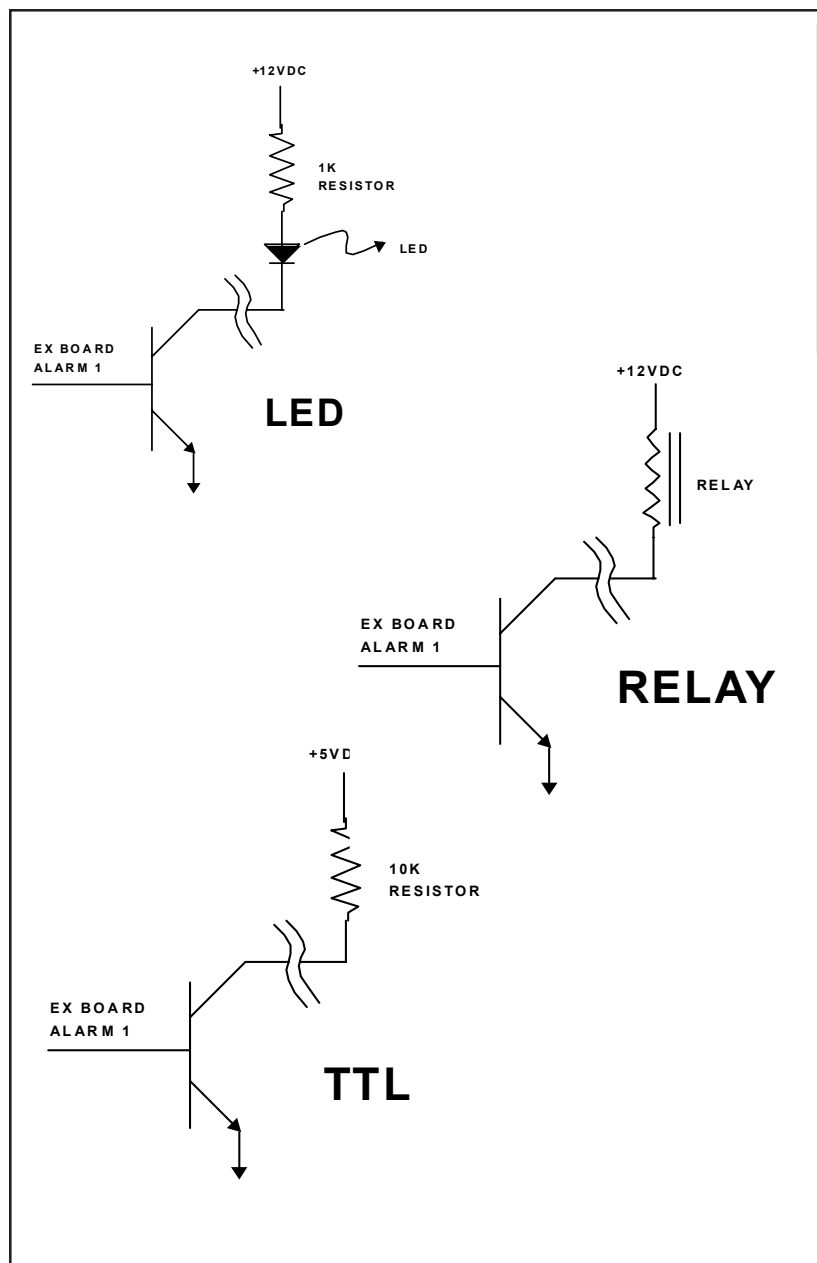 +12VDC
1K
RESISTOR
LED
EX BOARD
ALARM 1
LED
+12VDC
RELAY
EX BOARD
ALARM 1
RELAY
+5VD
10K
RESISTOR
EX BOARD
ALARM 1
TTL